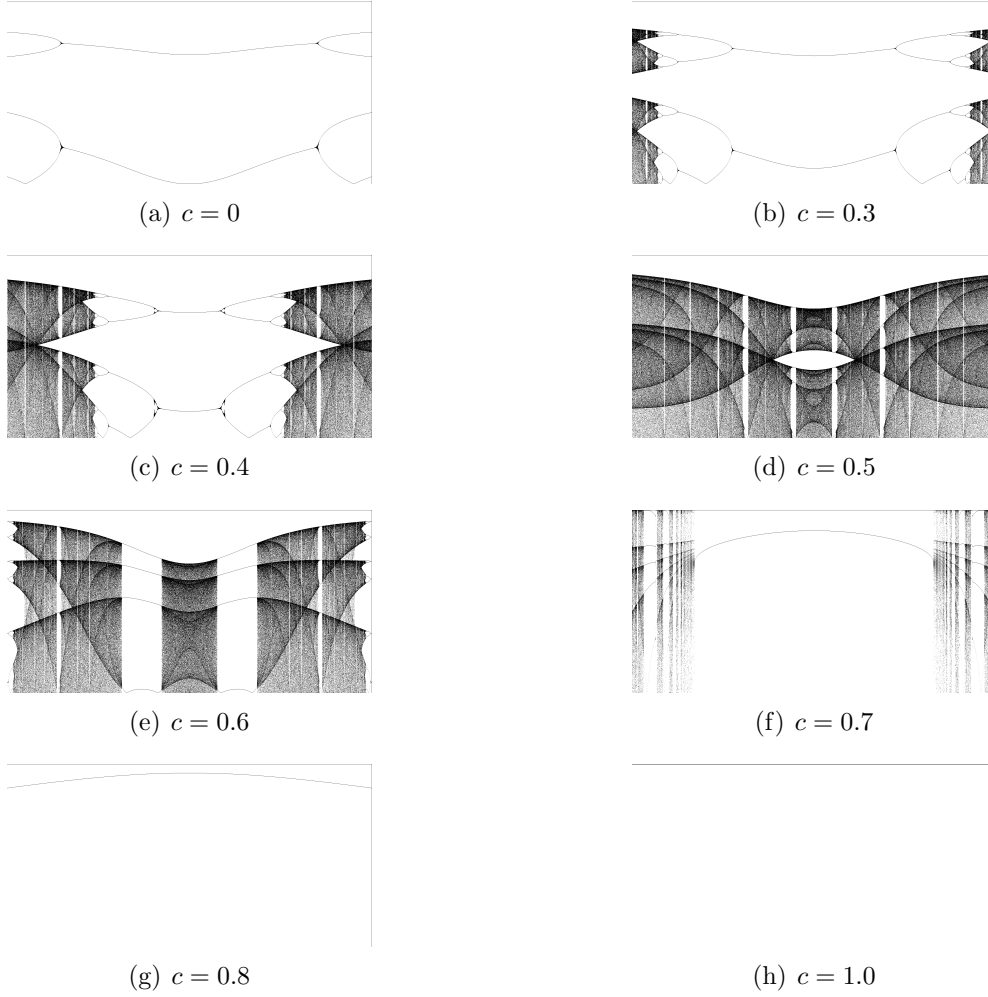 (a) c = 0
(b) c = 0.3
(c) c = 0.4
(d) c = 0.5
(e) c = 0.6
(f) c = 0.7
(g) c = 0.8
(h) c = 1.0